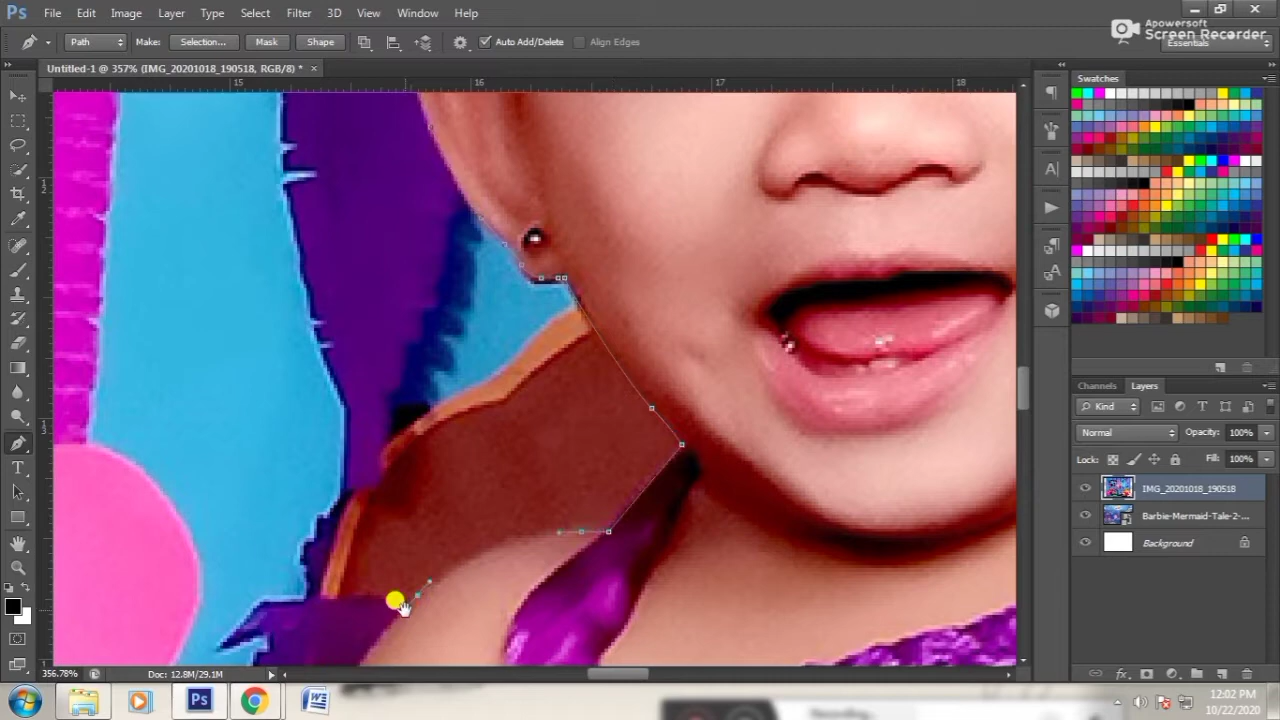 Ps File Edit Image Layer Type Select Filter 3D View Window Help
Apowersoft
Screen Recorder
Path Make: Selection... Mask Shape Auto Add/Delete Align Edges Essentials
Untitled-1 @ 357% (IMG_20201018_190518, RGB/8) * ×
Swatches
15 16 17 18
Channels Layers
Kind
Normal Opacity: 100%
Lock: Fill: 100%
IMG_20201018_190518
Barbie-Mermaid-Tale-2-...
Background
356.78% Doc: 12.8M/29.1M
12:02 PM
10/22/2020